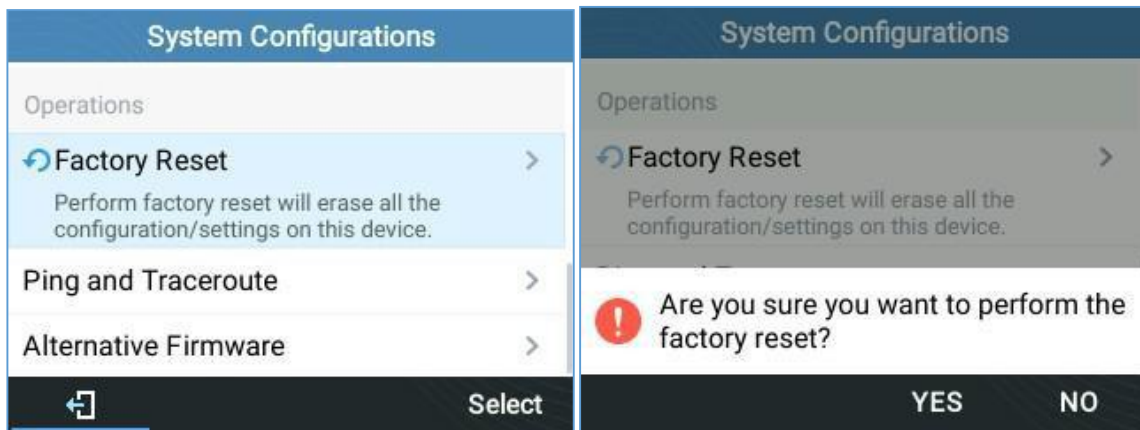 System Configurations
Operations
Factory Reset
Perform factory reset will erase all the
configuration/settings on this device.
Ping and Traceroute
Alternative Firmware
Select
System Configurations
Operations
Factory Reset
Perform factory reset will erase all the
configuration/settings on this device.
Are you sure you want to perform the
factory reset?
YES NO